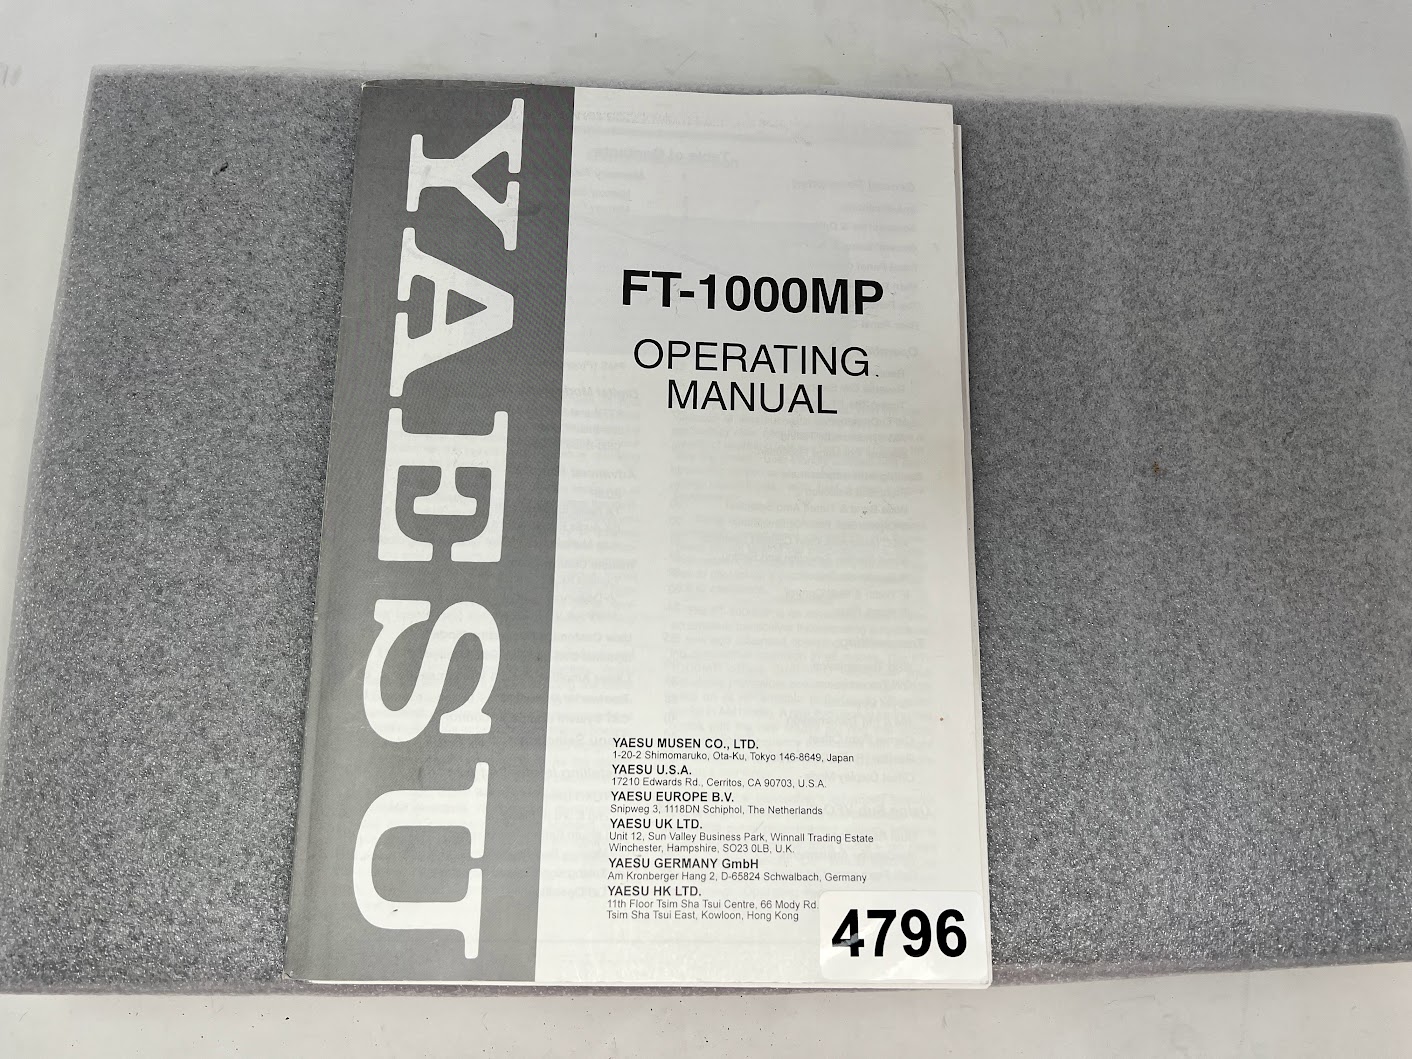 YAESU
FT-1000MP
OPERATING
MANUAL
YAESU MUSEN CO., LTD.
1-20-2 Shimomaruko, Ota-Ku, Tokyo 146-8649, Japan
YAESU U.S.A.
17210 Edwards Rd., Cerritos, CA 90703, U.S.A.
YAESU EUROPE B.V.
Snipweg 3, 1118DN Schiphol, The Netherlands
YAESU UK LTD.
Unit 12, Sun Valley Business Park, Winnall Trading Estate
Winchester, Hampshire, SO23 0LB, U.K.
YAESU GERMANY GmbH
Am Kronberger Hang 2, D-65824 Schwalbach, Germany
YAESU HK LTD.
11th Floor Tsim Sha Tsui Centre, 66 Mody Rd.
Tsim Sha Tsui East, Kowloon, Hong Kong
4796